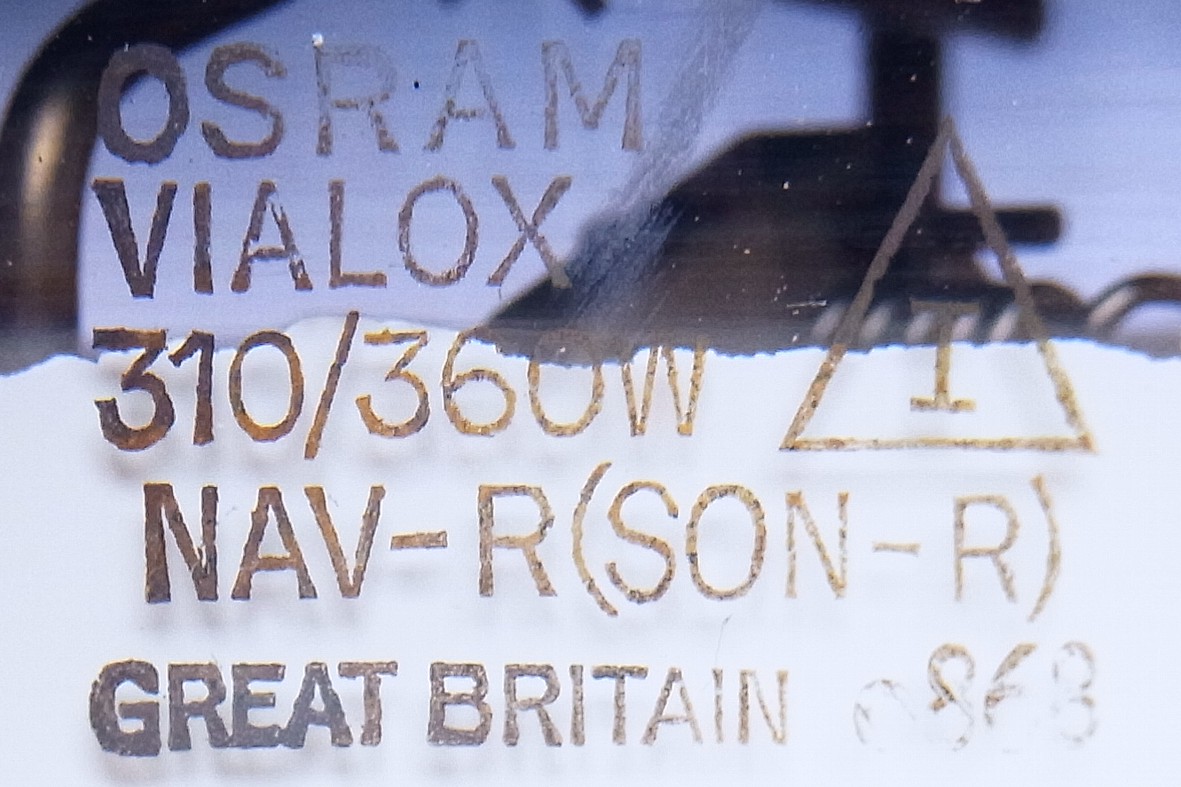 OSRAM
VIALOX
310/360W I
NAV-R(SON-R)
GREAT BRITAIN